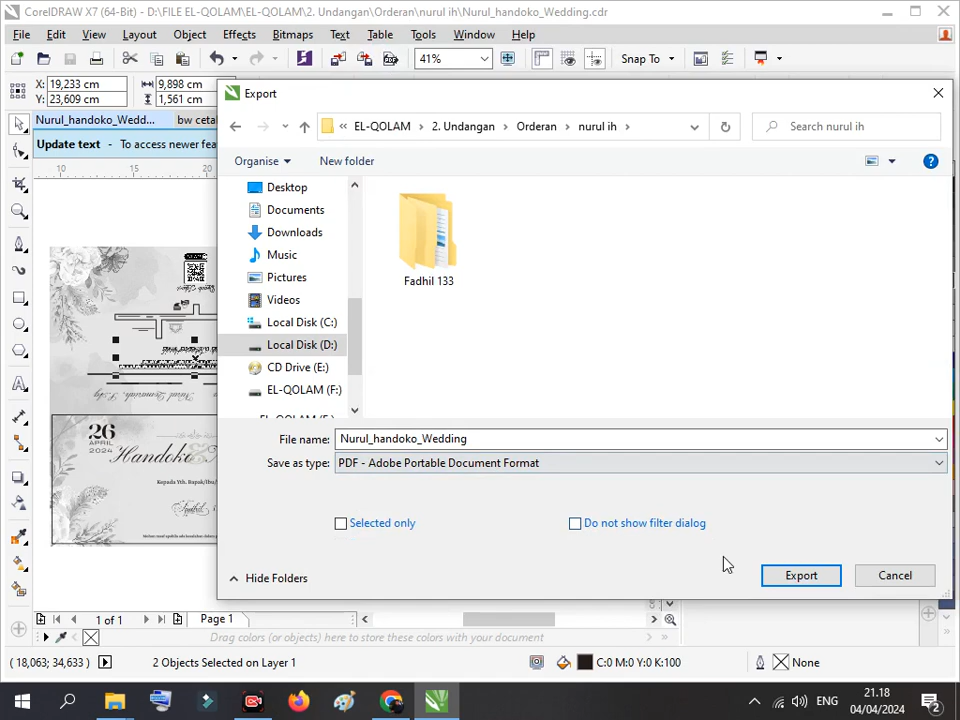 CorelDRAW X7 (64-Bit) - D:\FILE EL-QOLAM\EL-QOLAM\2. Undangan\Orderan\nurul ih\Nurul_handoko_Wedding.cdr
File Edit View Layout Object Effects Bitmaps Text Table Tools Window Help
41% Snap To
X: 19,233 cm 9,898 cm
Y: 23,609 cm 1,561 cm
Export
Nurul_handoko_Wedd... bw cetal
EL-QOLAM 2. Undangan Orderan nurul ih Search nurul ih
Update text - To access newer fea
Organise New folder
10 15 20
Desktop
Documents
Downloads
Music
Pictures
Videos
Local Disk (C:)
Local Disk (D:)
CD Drive (E:)
EL-QOLAM (F:)
Fadhil 133
26
APRIL
2024
Handoko
Kepada Yth. Bapak/Ibu/
File name: Nurul_handoko_Wedding
Save as type: PDF - Adobe Portable Document Format
Selected only Do not show filter dialog
Hide Folders Export Cancel
1 of 1 Page 1
Drag colors (or objects) here to store these colors with your document
( 18,063; 34,633 ) 2 Objects Selected on Layer 1 C:0 M:0 Y:0 K:100 None
ENG 21.18
04/04/2024 2